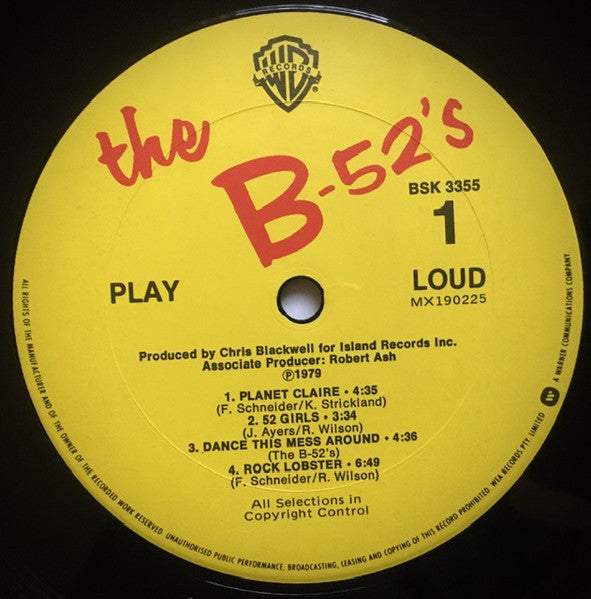 WB
RECORDS
®
the
B-52's
BSK 3355
1
PLAY
LOUD
MX190225
Produced by Chris Blackwell for Island Records Inc.
Associate Producer: Robert Ash
Ⓟ1979
1. PLANET CLAIRE • 4:35
(F. Schneider/K. Strickland)
2. 52 GIRLS • 3:34
(J. Ayers/R. Wilson)
3. DANCE THIS MESS AROUND • 4:36
(The B-52's)
4. ROCK LOBSTER • 6:49
(F. Schneider/R. Wilson)
All Selections in
Copyright Control
ALL RIGHTS OF THE MANUFACTURER AND OF THE OWNER OF THE RECORDED WORK RESERVED UNAUTHORISED PUBLIC PERFORMANCE, BROADCASTING, LEASING AND COPYING OF THIS RECORD PROHIBITED WEA RECORDS PTY. LIMITED A WARNER COMMUNICATIONS COMPANY